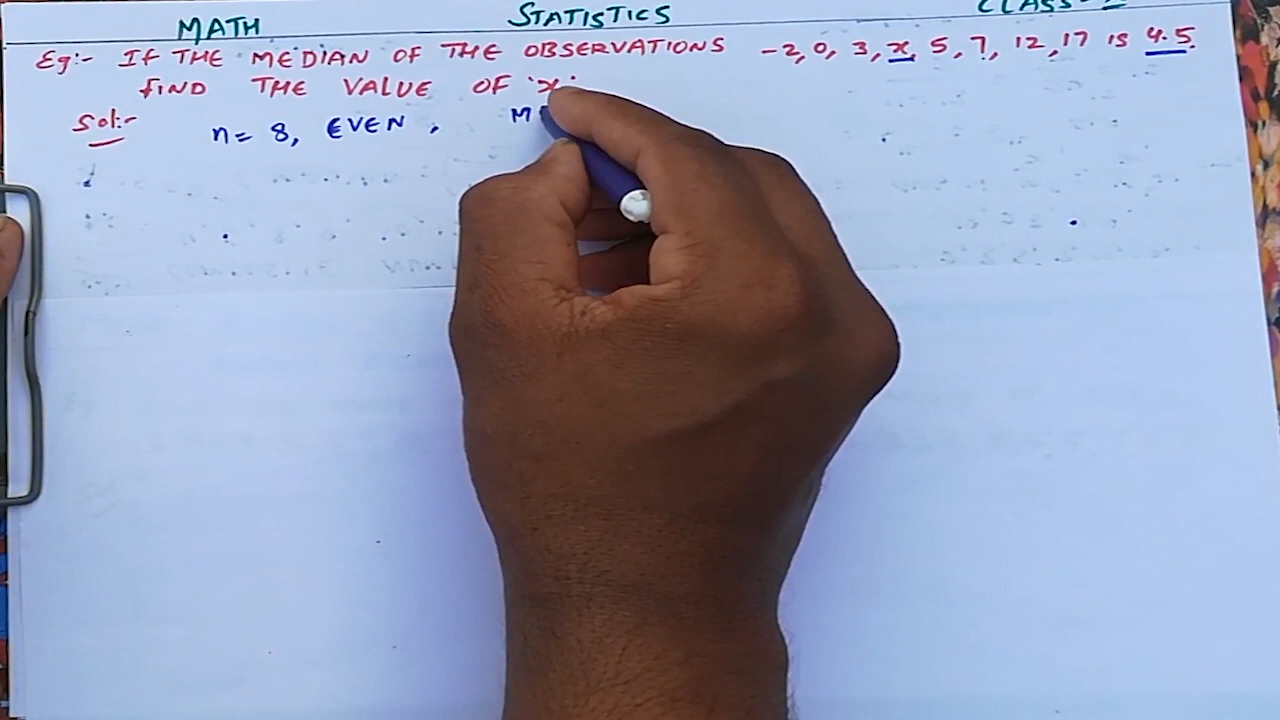 MATH STATISTICS CLASS-
Eg:- If THE MEDIAN OF THE OBSERVATIONS -2, 0, 3, x, 5, 7, 12, 17 is 4.5.
fIND THE VALUE OF 'x'
Sol:- n = 8, EVEN, M